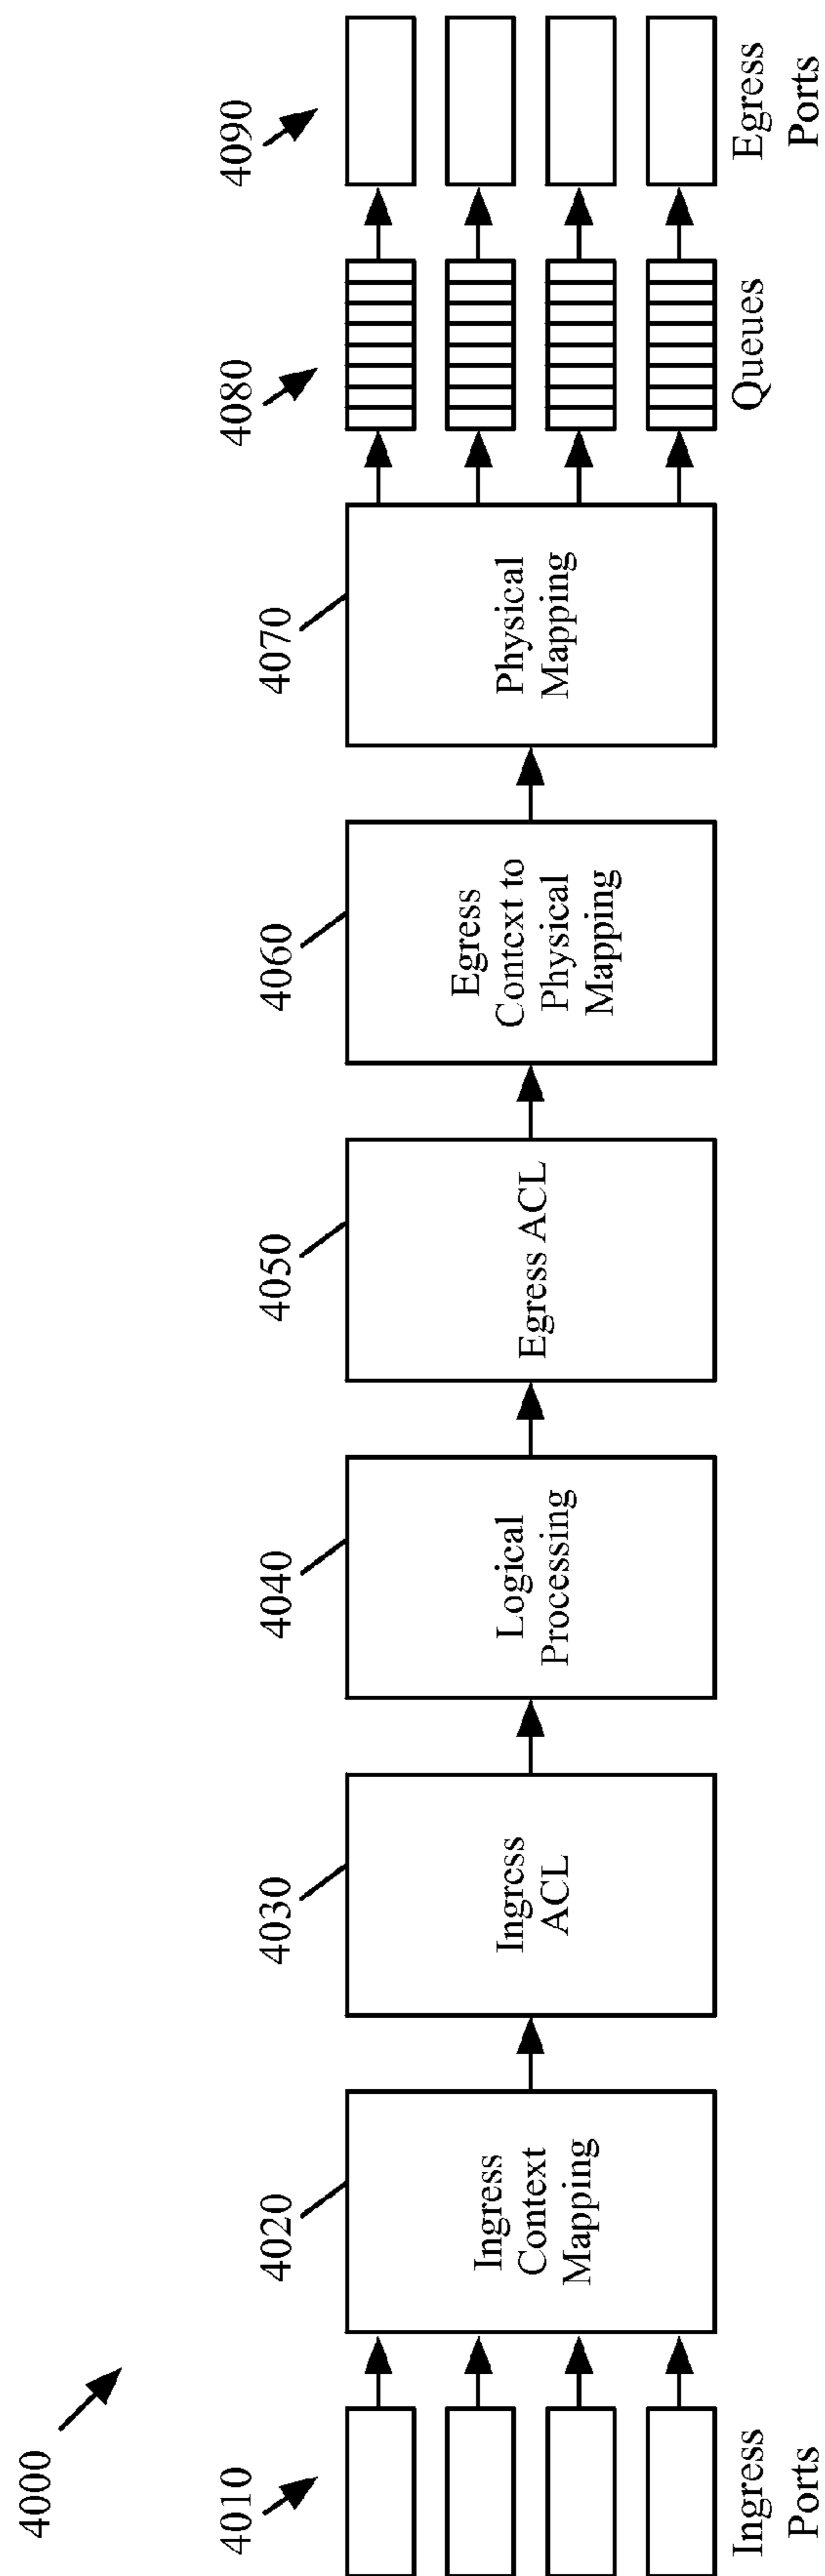 4000
4010
4020
4030
4040
4050
4060
4070
4080
4090
Ingress
Context
Mapping
Ingress
ACL
Logical
Processing
Egress ACL
Egress
Context to
Physical
Mapping
Physical
Mapping
Ingress
Ports
Queues
Egress
Ports